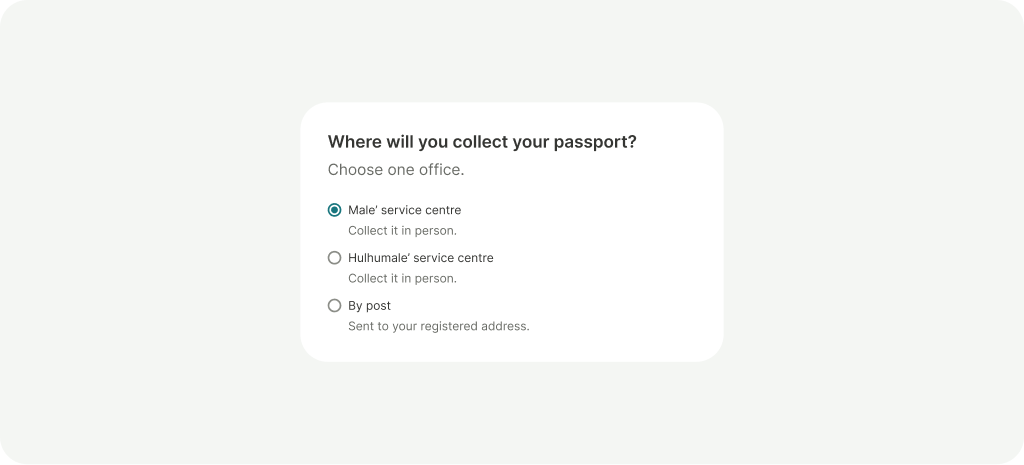 Where will you collect your passport?
Choose one office.
Male’ service centre
Collect it in person.
Hulhumale’ service centre
Collect it in person.
By post
Sent to your registered address.